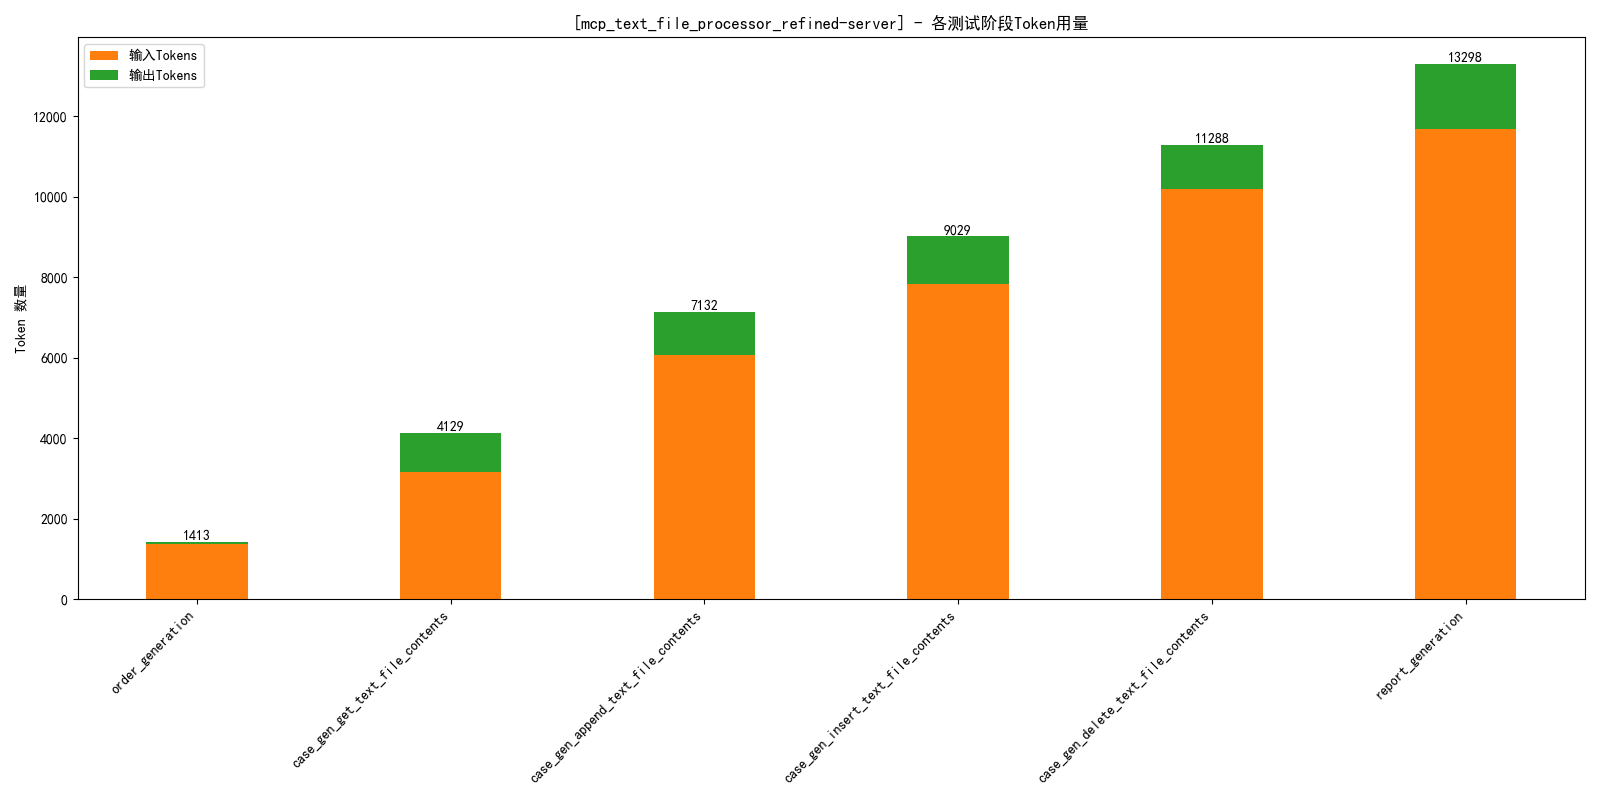 [mcp_text_file_processor_refined-server] - 各测试阶段Token用量
输入Tokens
输出Tokens
Token 数量
12000
10000
8000
6000
4000
2000
0
1413
4129
7132
9029
11288
13298
order_generation
case_gen_get_text_file_contents
case_gen_append_text_file_contents
case_gen_insert_text_file_contents
case_gen_delete_text_file_contents
report_generation